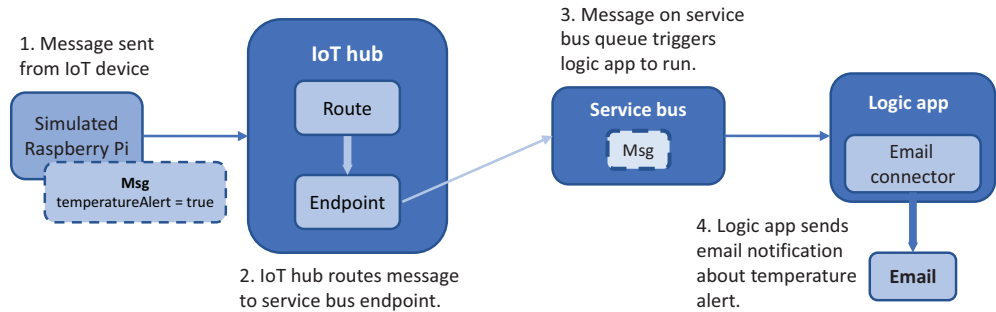 1. Message sent
from IoT device
Simulated
Raspberry Pi
Msg
temperatureAlert = true
IoT hub
Route
Endpoint
2. IoT hub routes message
to service bus endpoint.
3. Message on service
bus queue triggers
logic app to run.
Service bus
Msg
Logic app
Email
connector
4. Logic app sends
email notification
about temperature
alert.
Email